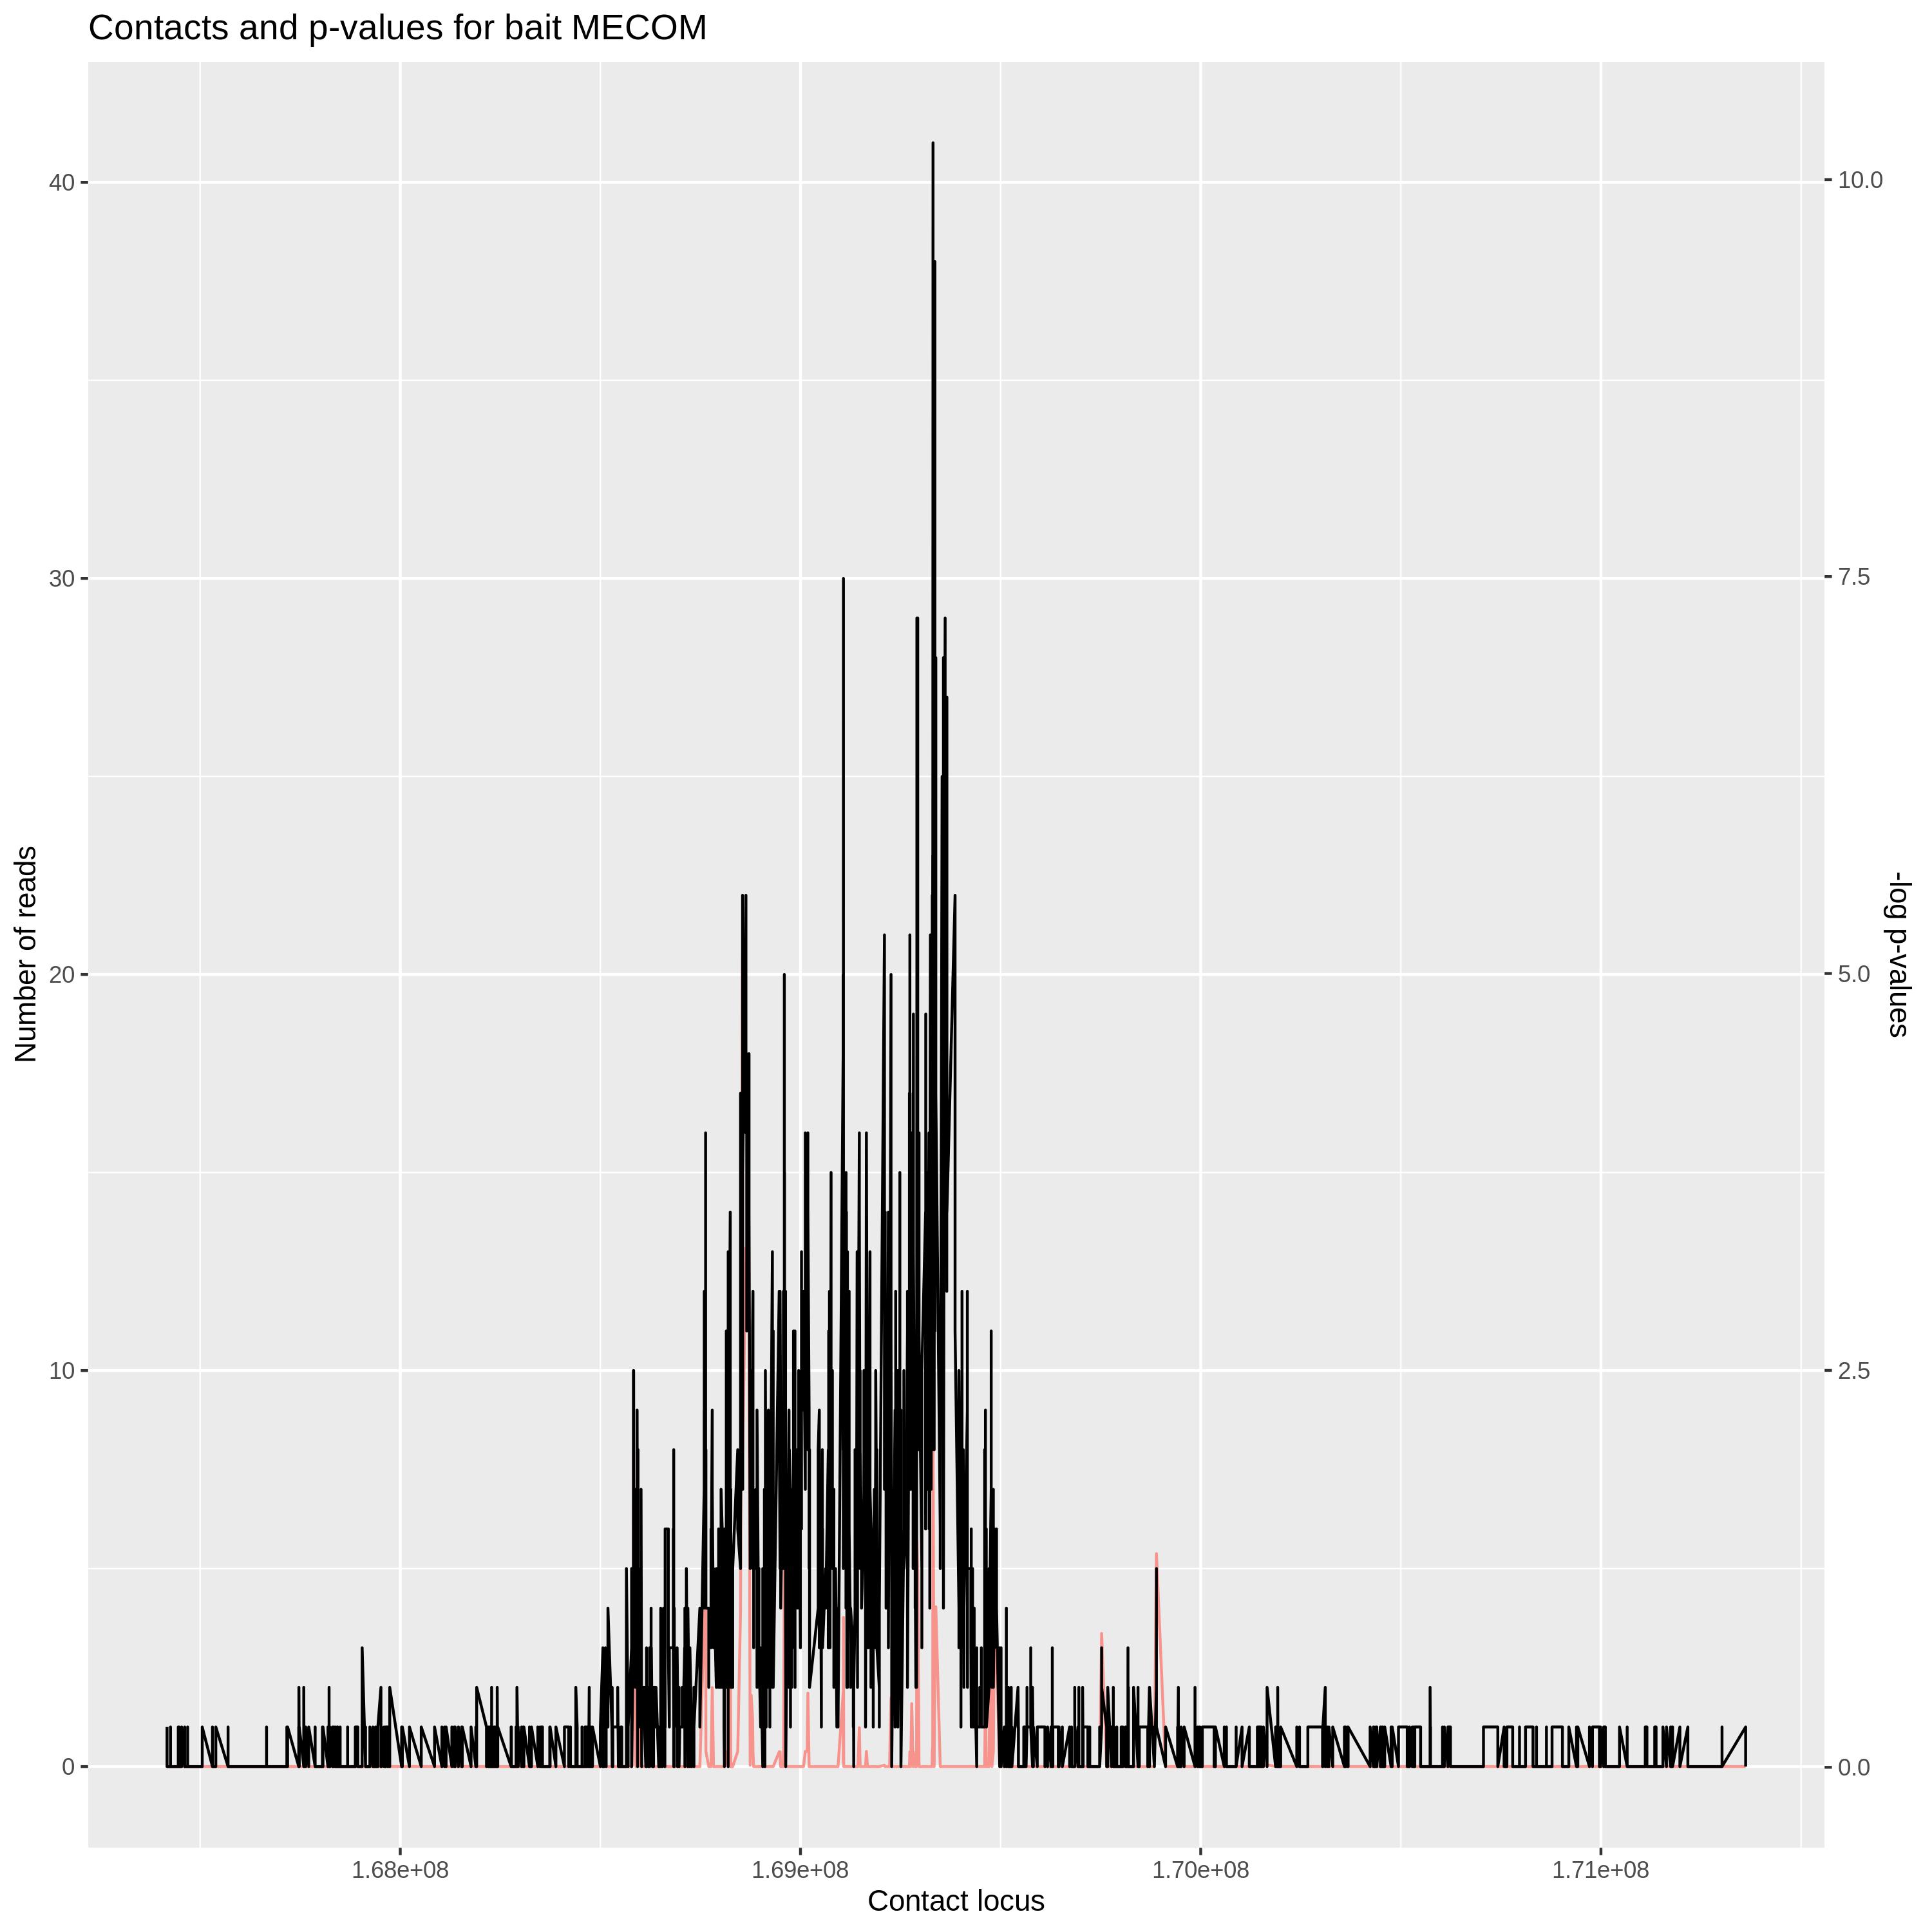 Contacts and p-values for bait MECOM
40
30
20
10
0
Number of reads
10.0
7.5
5.0
2.5
0.0
-log p-values
1.68e+08
1.69e+08
1.70e+08
1.71e+08
Contact locus